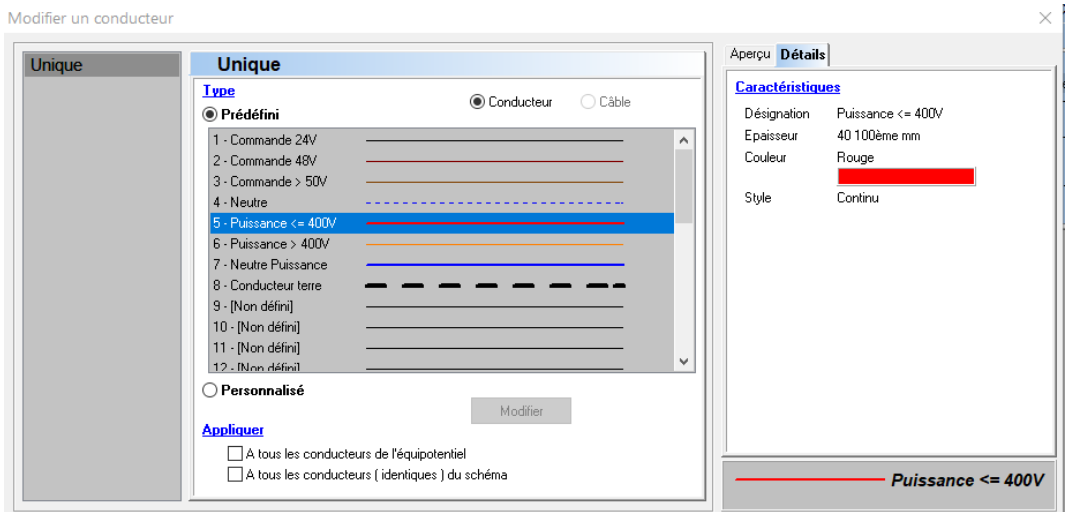 Modifier un conducteur
Unique
Unique
Type
Prédéfini
Conducteur
Câble
1 - Commande 24V
2 - Commande 48V
3 - Commande > 50V
4 - Neutre
5 - Puissance <= 400V
6 - Puissance > 400V
7 - Neutre Puissance
8 - Conducteur terre
9 - [Non défini]
10 - [Non défini]
11 - [Non défini]
12 - [Non défini]
Personnalisé
Modifier
Appliquer
A tous les conducteurs de l'équipotentiel
A tous les conducteurs ( identiques ) du schéma
Aperçu Détails
Caractéristiques
Désignation Puissance <= 400V
Epaisseur 40 100ème mm
Couleur Rouge
Style Continu
Puissance <= 400V